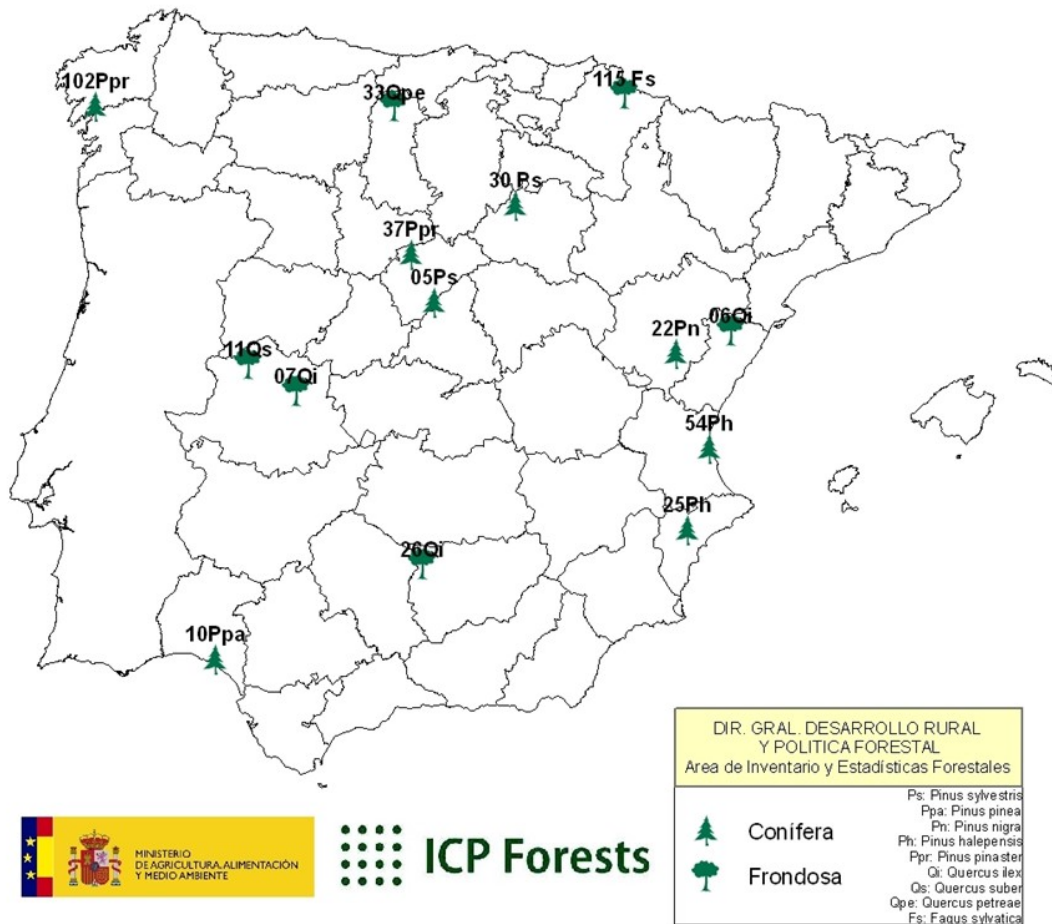 102Ppr
33Qpe
115 Fs
30 Ps
37Ppr
05Ps
06Qi
22Pn
11Qs
07Qi
54Ph
25Ph
26Qi
10Ppa
DIR. GRAL. DESARROLLO RURAL
Y POLITICA FORESTAL
Area de Inventario y Estadísticas Forestales
Conífera
Frondosa
Ps: Pinus sylvestris
Ppa: Pinus pinea
Pn: Pinus nigra
Ph: Pinus halepensis
Ppr: Pinus pinaster
Qi: Quercus ilex
Qs: Quercus suber
Qpe: Quercus petreae
Fs: Fagus sylvatica
MINISTERIO
DE AGRICULTURA, ALIMENTACIÓN
Y MEDIO AMBIENTE
ICP Forests